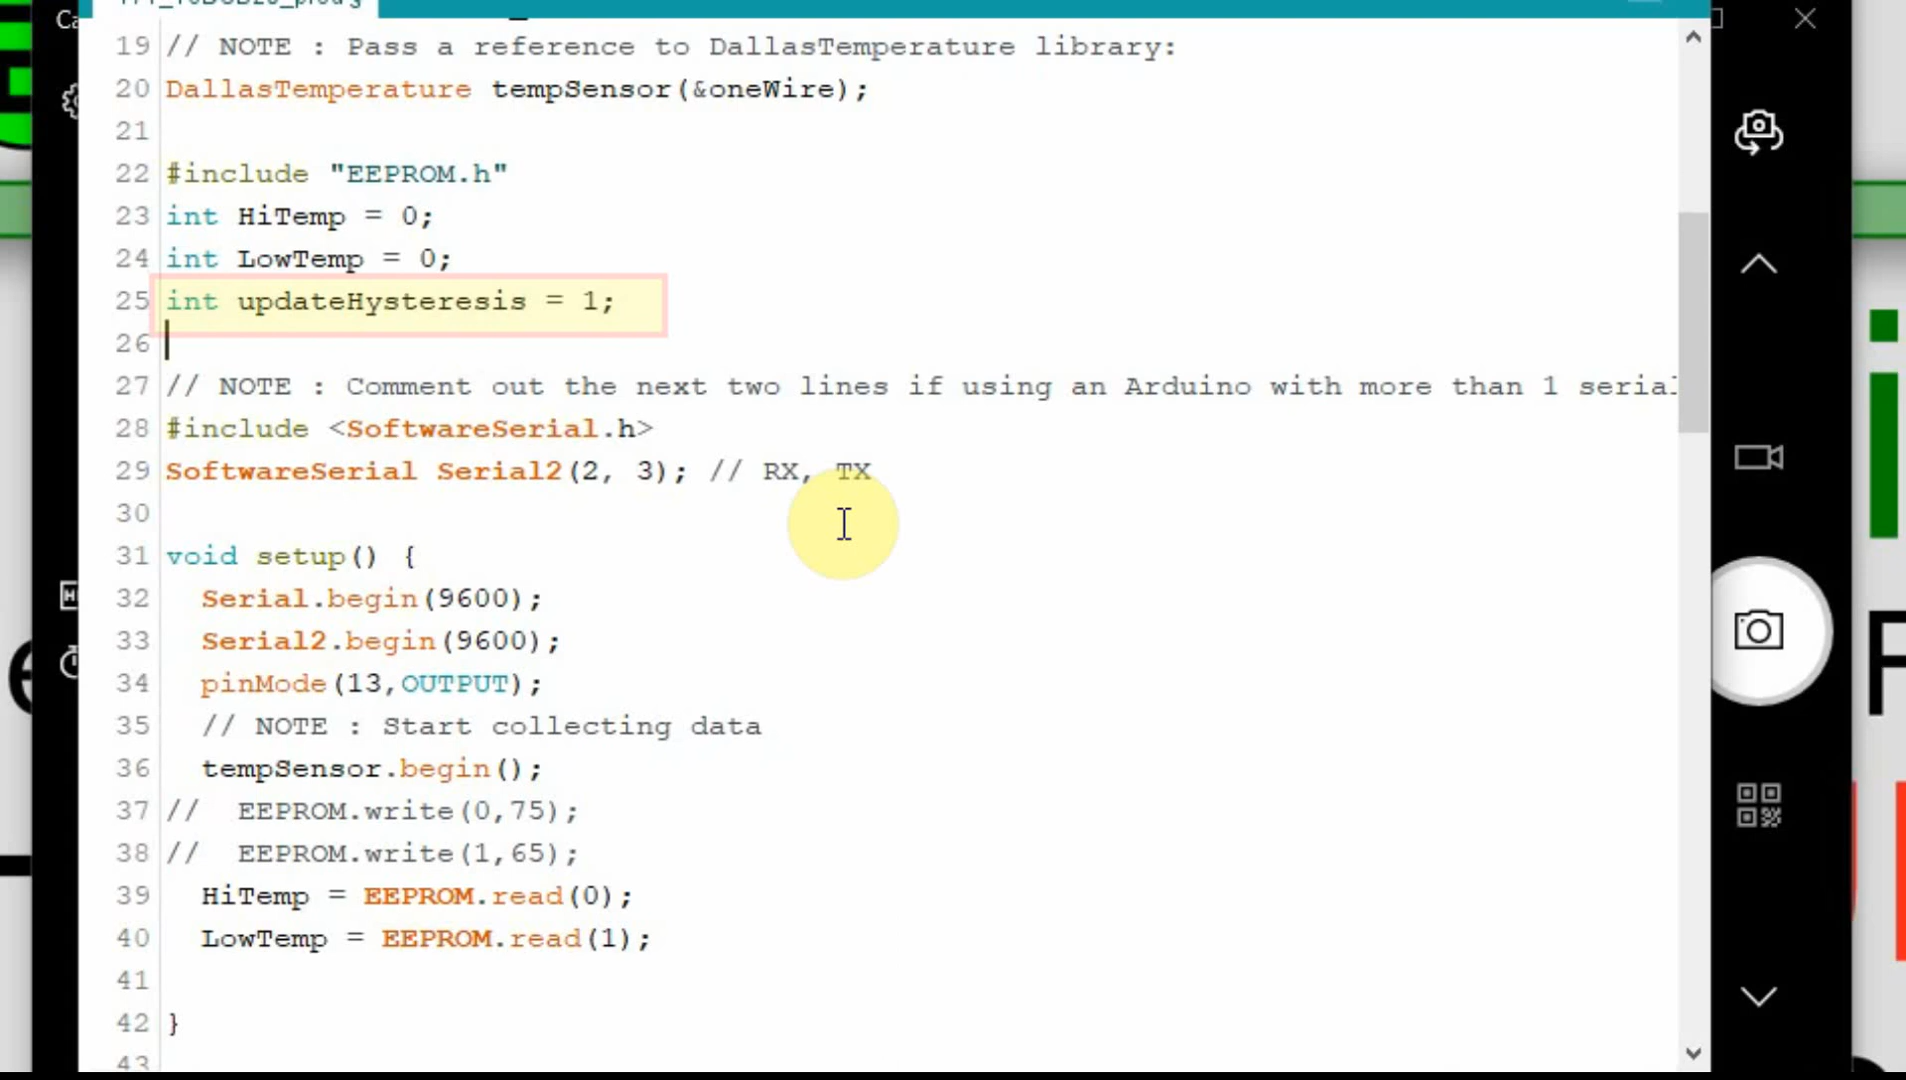 Ca
19 // NOTE : Pass a reference to DallasTemperature library:
20 DallasTemperature tempSensor(&oneWire);
21
22 #include "EEPROM.h"
23 int HiTemp = 0;
24 int LowTemp = 0;
25 int updateHysteresis = 1;
26
27 // NOTE : Comment out the next two lines if using an Arduino with more than 1 serial
28 #include <SoftwareSerial.h>
29 SoftwareSerial Serial2(2, 3); // RX, TX
30
31 void setup() {
32 Serial.begin(9600);
33 Serial2.begin(9600);
34 pinMode(13,OUTPUT);
35 // NOTE : Start collecting data
36 tempSensor.begin();
37 // EEPROM.write(0,75);
38 // EEPROM.write(1,65);
39 HiTemp = EEPROM.read(0);
40 LowTemp = EEPROM.read(1);
41
42 }
43